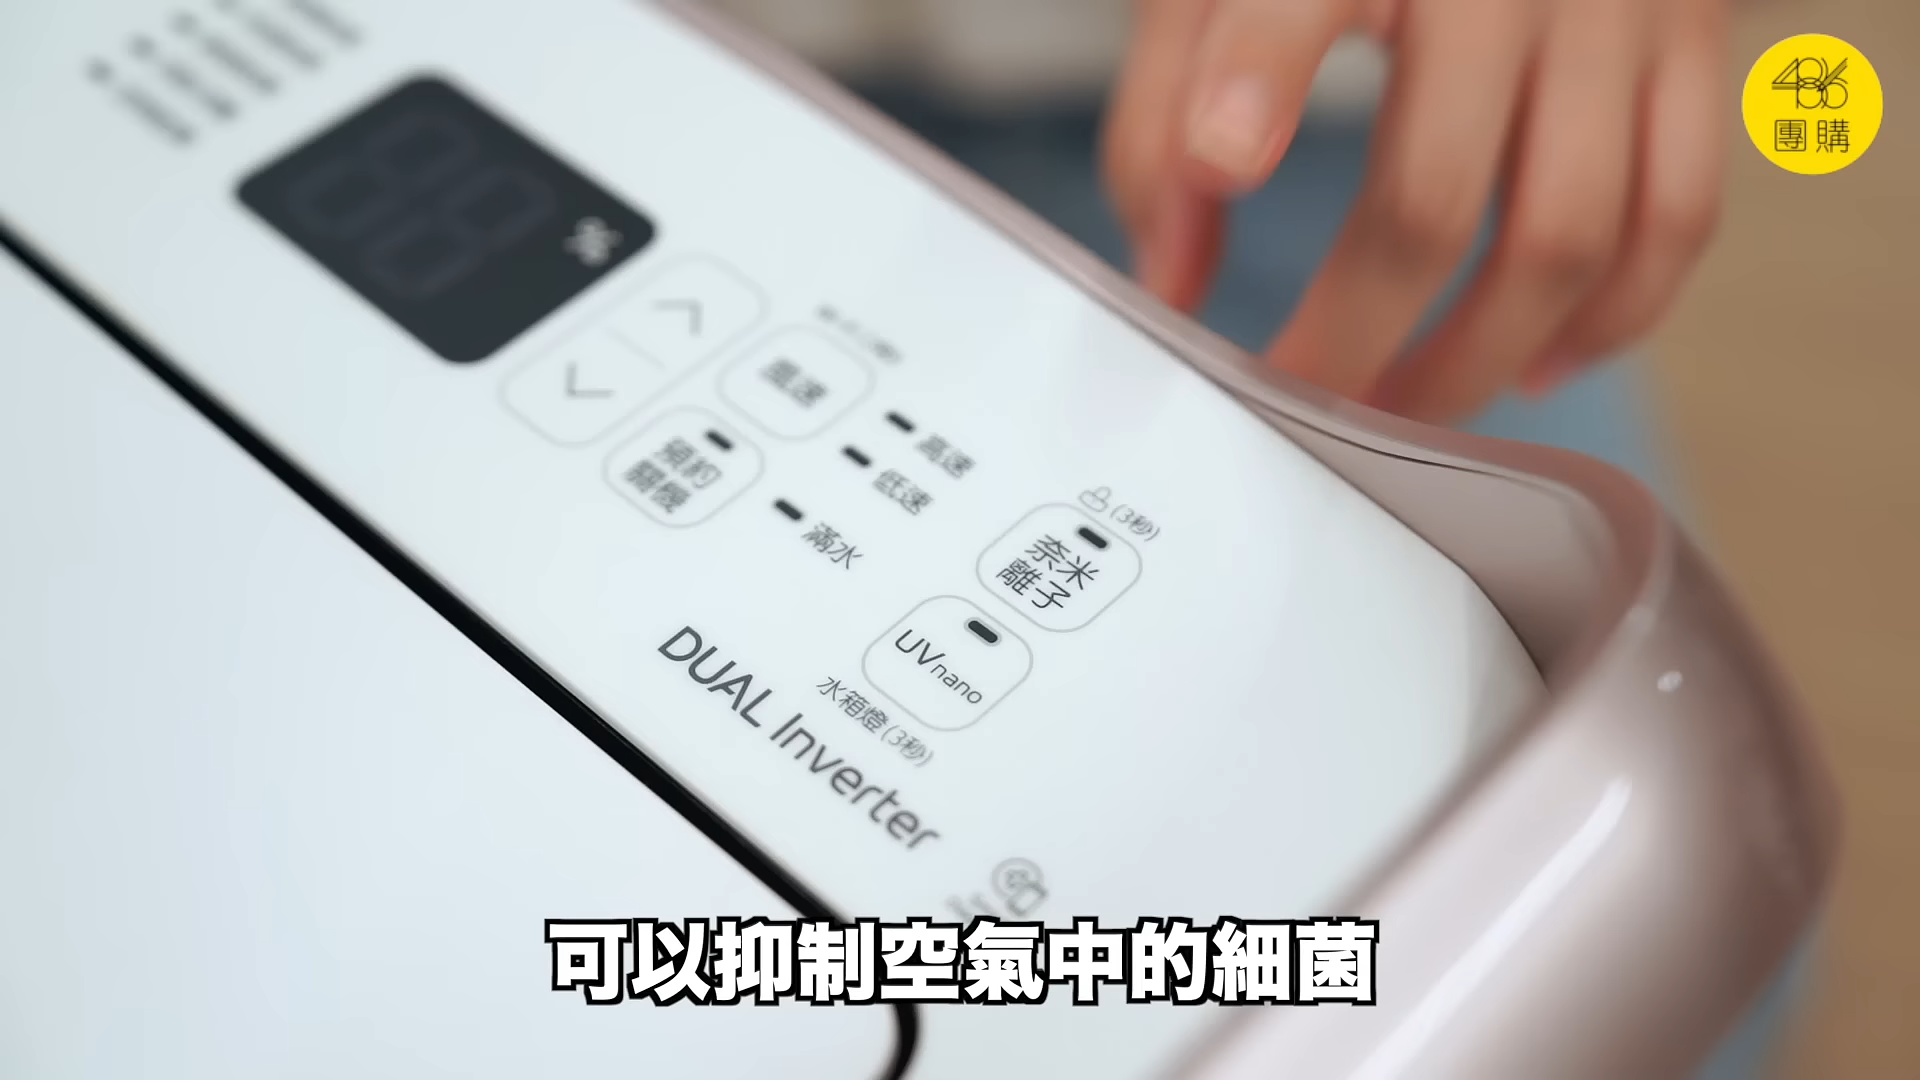 486
團購
%
風速
預約
關機
高速
低速
滿水
(3秒)
奈米
離子
UVnano
水箱燈(3秒)
DUAL Inverter
可以抑制空氣中的細菌